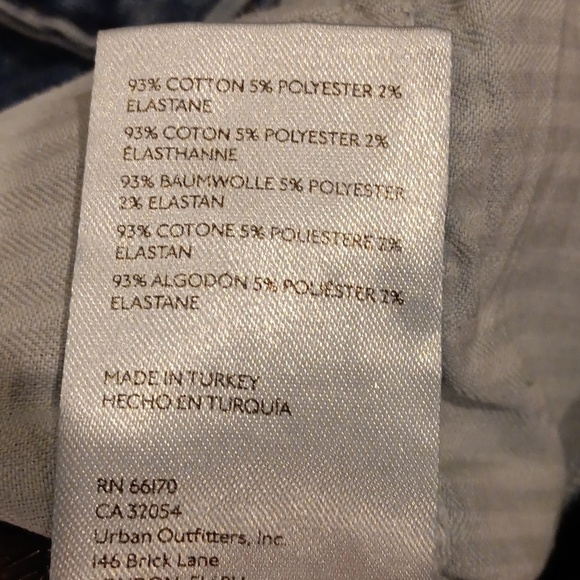 93% COTTON 5% POLYESTER 2%
ELASTANE
93% COTON 5% POLYESTER 2%
ÉLASTHANNE
93% BAUMWOLLE 5% POLYESTER
2% ELASTAN
93% COTONE 5% POLIESTERE 2%
ELASTAN
93% ALGODÓN 5% POLIÉSTER 2%
ELASTANE
MADE IN TURKEY
HECHO EN TURQUÍA
RN 66170
CA 32054
Urban Outfitters, Inc.
146 Brick Lane